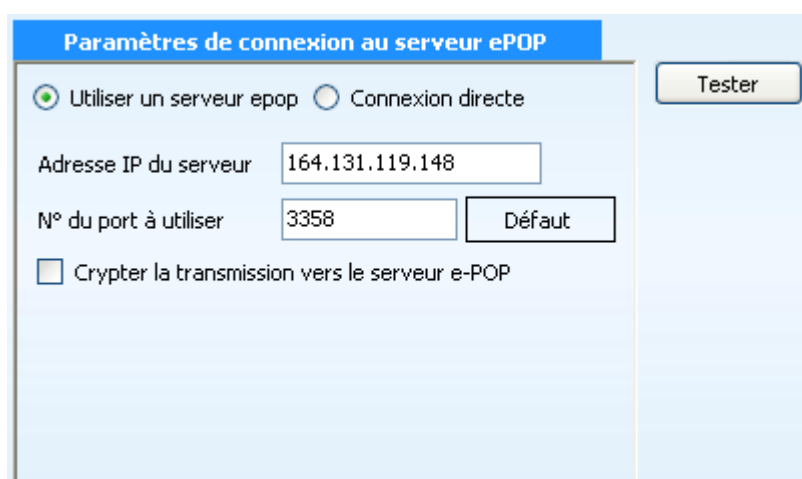 Paramètres de connexion au serveur ePOP
Tester
Utiliser un serveur epop Connexion directe
Adresse IP du serveur 164.131.119.148
N° du port à utiliser 3358 Défaut
Crypter la transmission vers le serveur e-POP